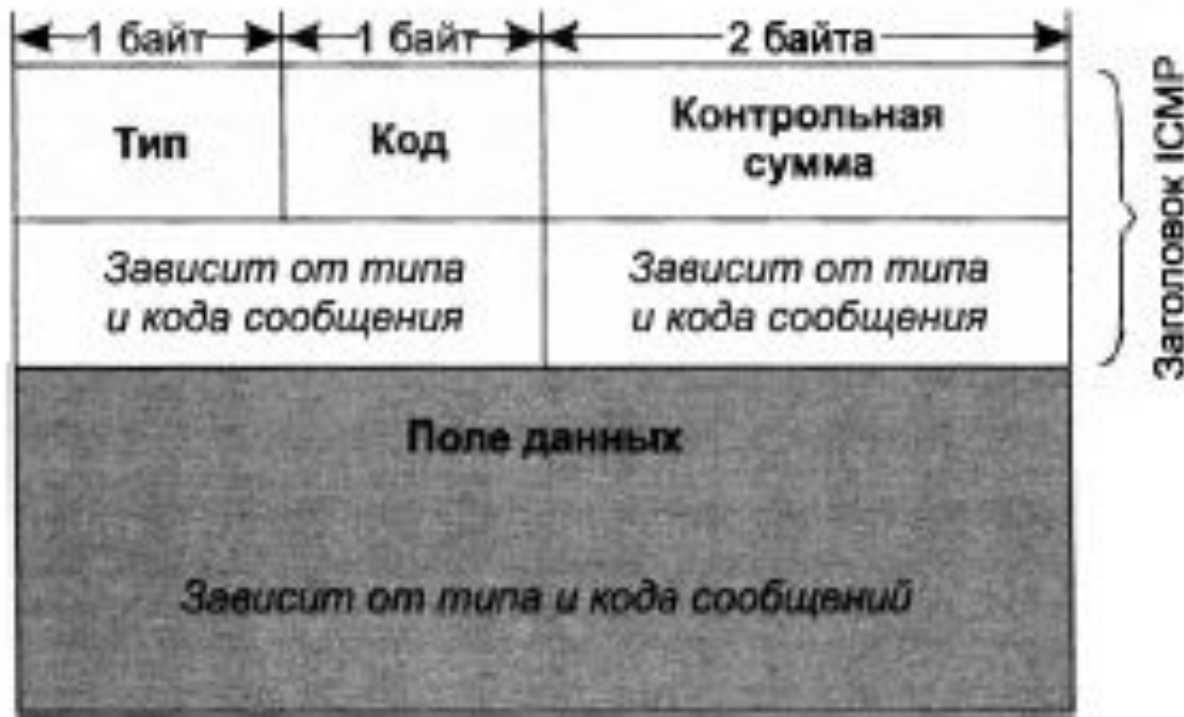 1 байт
1 байт
2 байта
Тип
Код
Контрольная
сумма
Зависит от типа
и кода сообщения
Зависит от типа
и кода сообщения
Заголовок ICMP
Поле данных
Зависит от типа и кода сообщений